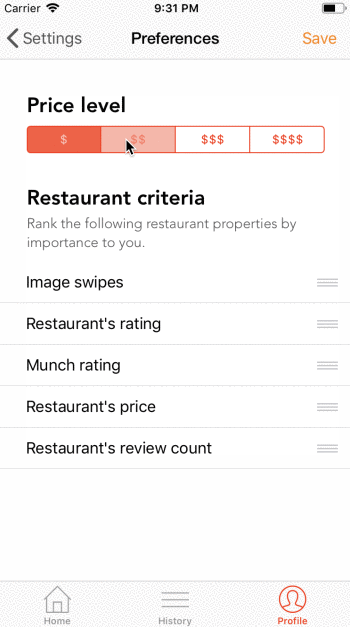 Carrier 9:31 PM
Settings Preferences Save
Price level
$ $$ $$$ $$$$
Restaurant criteria
Rank the following restaurant properties by
importance to you.
Image swipes
Restaurant's rating
Munch rating
Restaurant's price
Restaurant's review count
Home History Profile